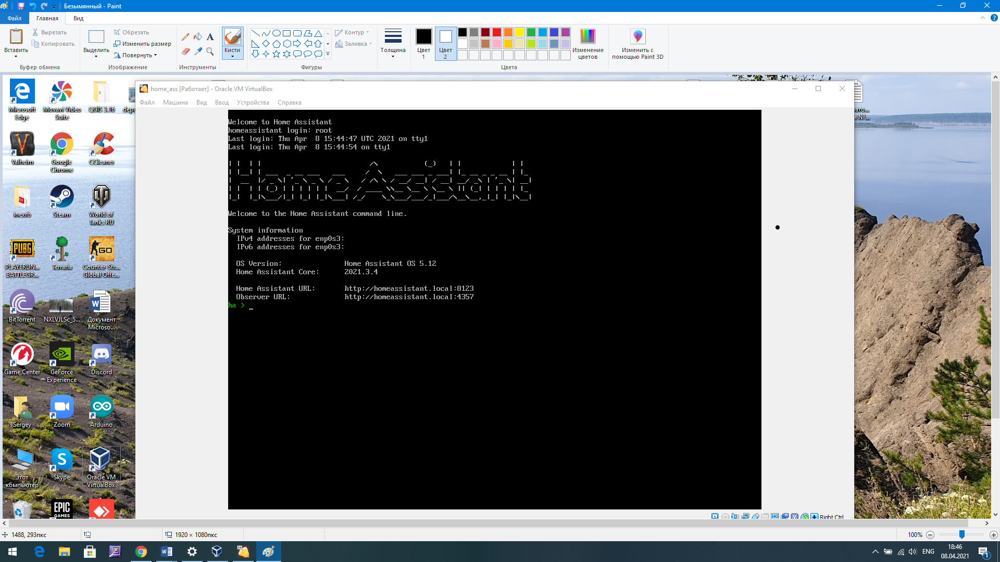 Безымянный - Paint
Файл
Главная
Вид
Вставить
Вырезать
Копировать
Буфер обмена
Выделить
Обрезать
Изменить размер
Повернуть
Изображение
Инструменты
Кисти
Контур
Заливка
Фигуры
Толщина
Цвет 1
Цвет 2
Цвета
Изменение цветов
Изменить с помощью Paint 3D
home_ass [Работает] - Oracle VM VirtualBox
Файл Машина Вид Ввод Устройства Справка
Welcome to Home Assistant
homeassistant login: root
Last login: Thu Apr  8 15:44:47 UTC 2021 on tty1
Last login: Thu Apr  8 15:44:54 on tty1
Home Assistant
Welcome to the Home Assistant command line.
System information
IPv4 addresses for enp0s3:
IPv6 addresses for enp0s3:
OS Version: Home Assistant OS 5.12
Home Assistant Core: 2021.3.4
Home Assistant URL: http://homeassistant.local:8123
Observer URL: http://homeassistant.local:4357
ha > _
Right Ctrl
Microsoft Edge
Movavi Video Suite
QGIS 3.16
Valheim
Google Chrome
CCleaner
inexrb
Steam
World of Tanks RU
PUBG
PLAYERUN... BATTLEGR...
Terraria
GO
Counter-Str... Global Offe...
BitTorrent
NXLVJLSc_5...
Документ Microso...
Game Center
GeForce Experience
Discord
Sergey
Zoom
Arduino
Этот компьютер
Skype
Oracle VM VirtualBox
EPIC GAMES
1488, 293пкс
1920 × 1080пкс
100%
ENG
18:46
08.04.2021
1